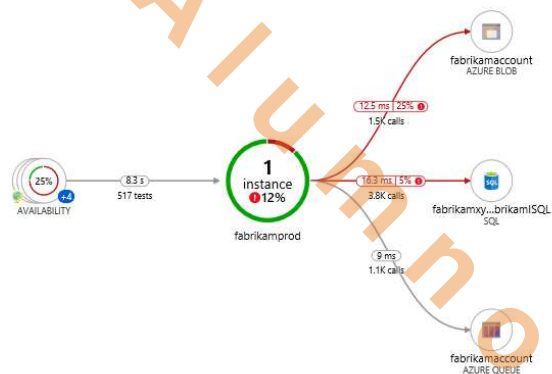 Alumno
fabrikamaccount
AZURE BLOB
12.5 ms | 25%
1.5K calls
25%
+4
AVAILABILITY
8.3 s
517 tests
1
instance
12%
fabrikamprod
16.3 ms | 5%
3.8K calls
SQL
fabrikamxy...brikamISQL
SQL
9 ms
1.1K calls
fabrikamaccount
AZURE QUEUE